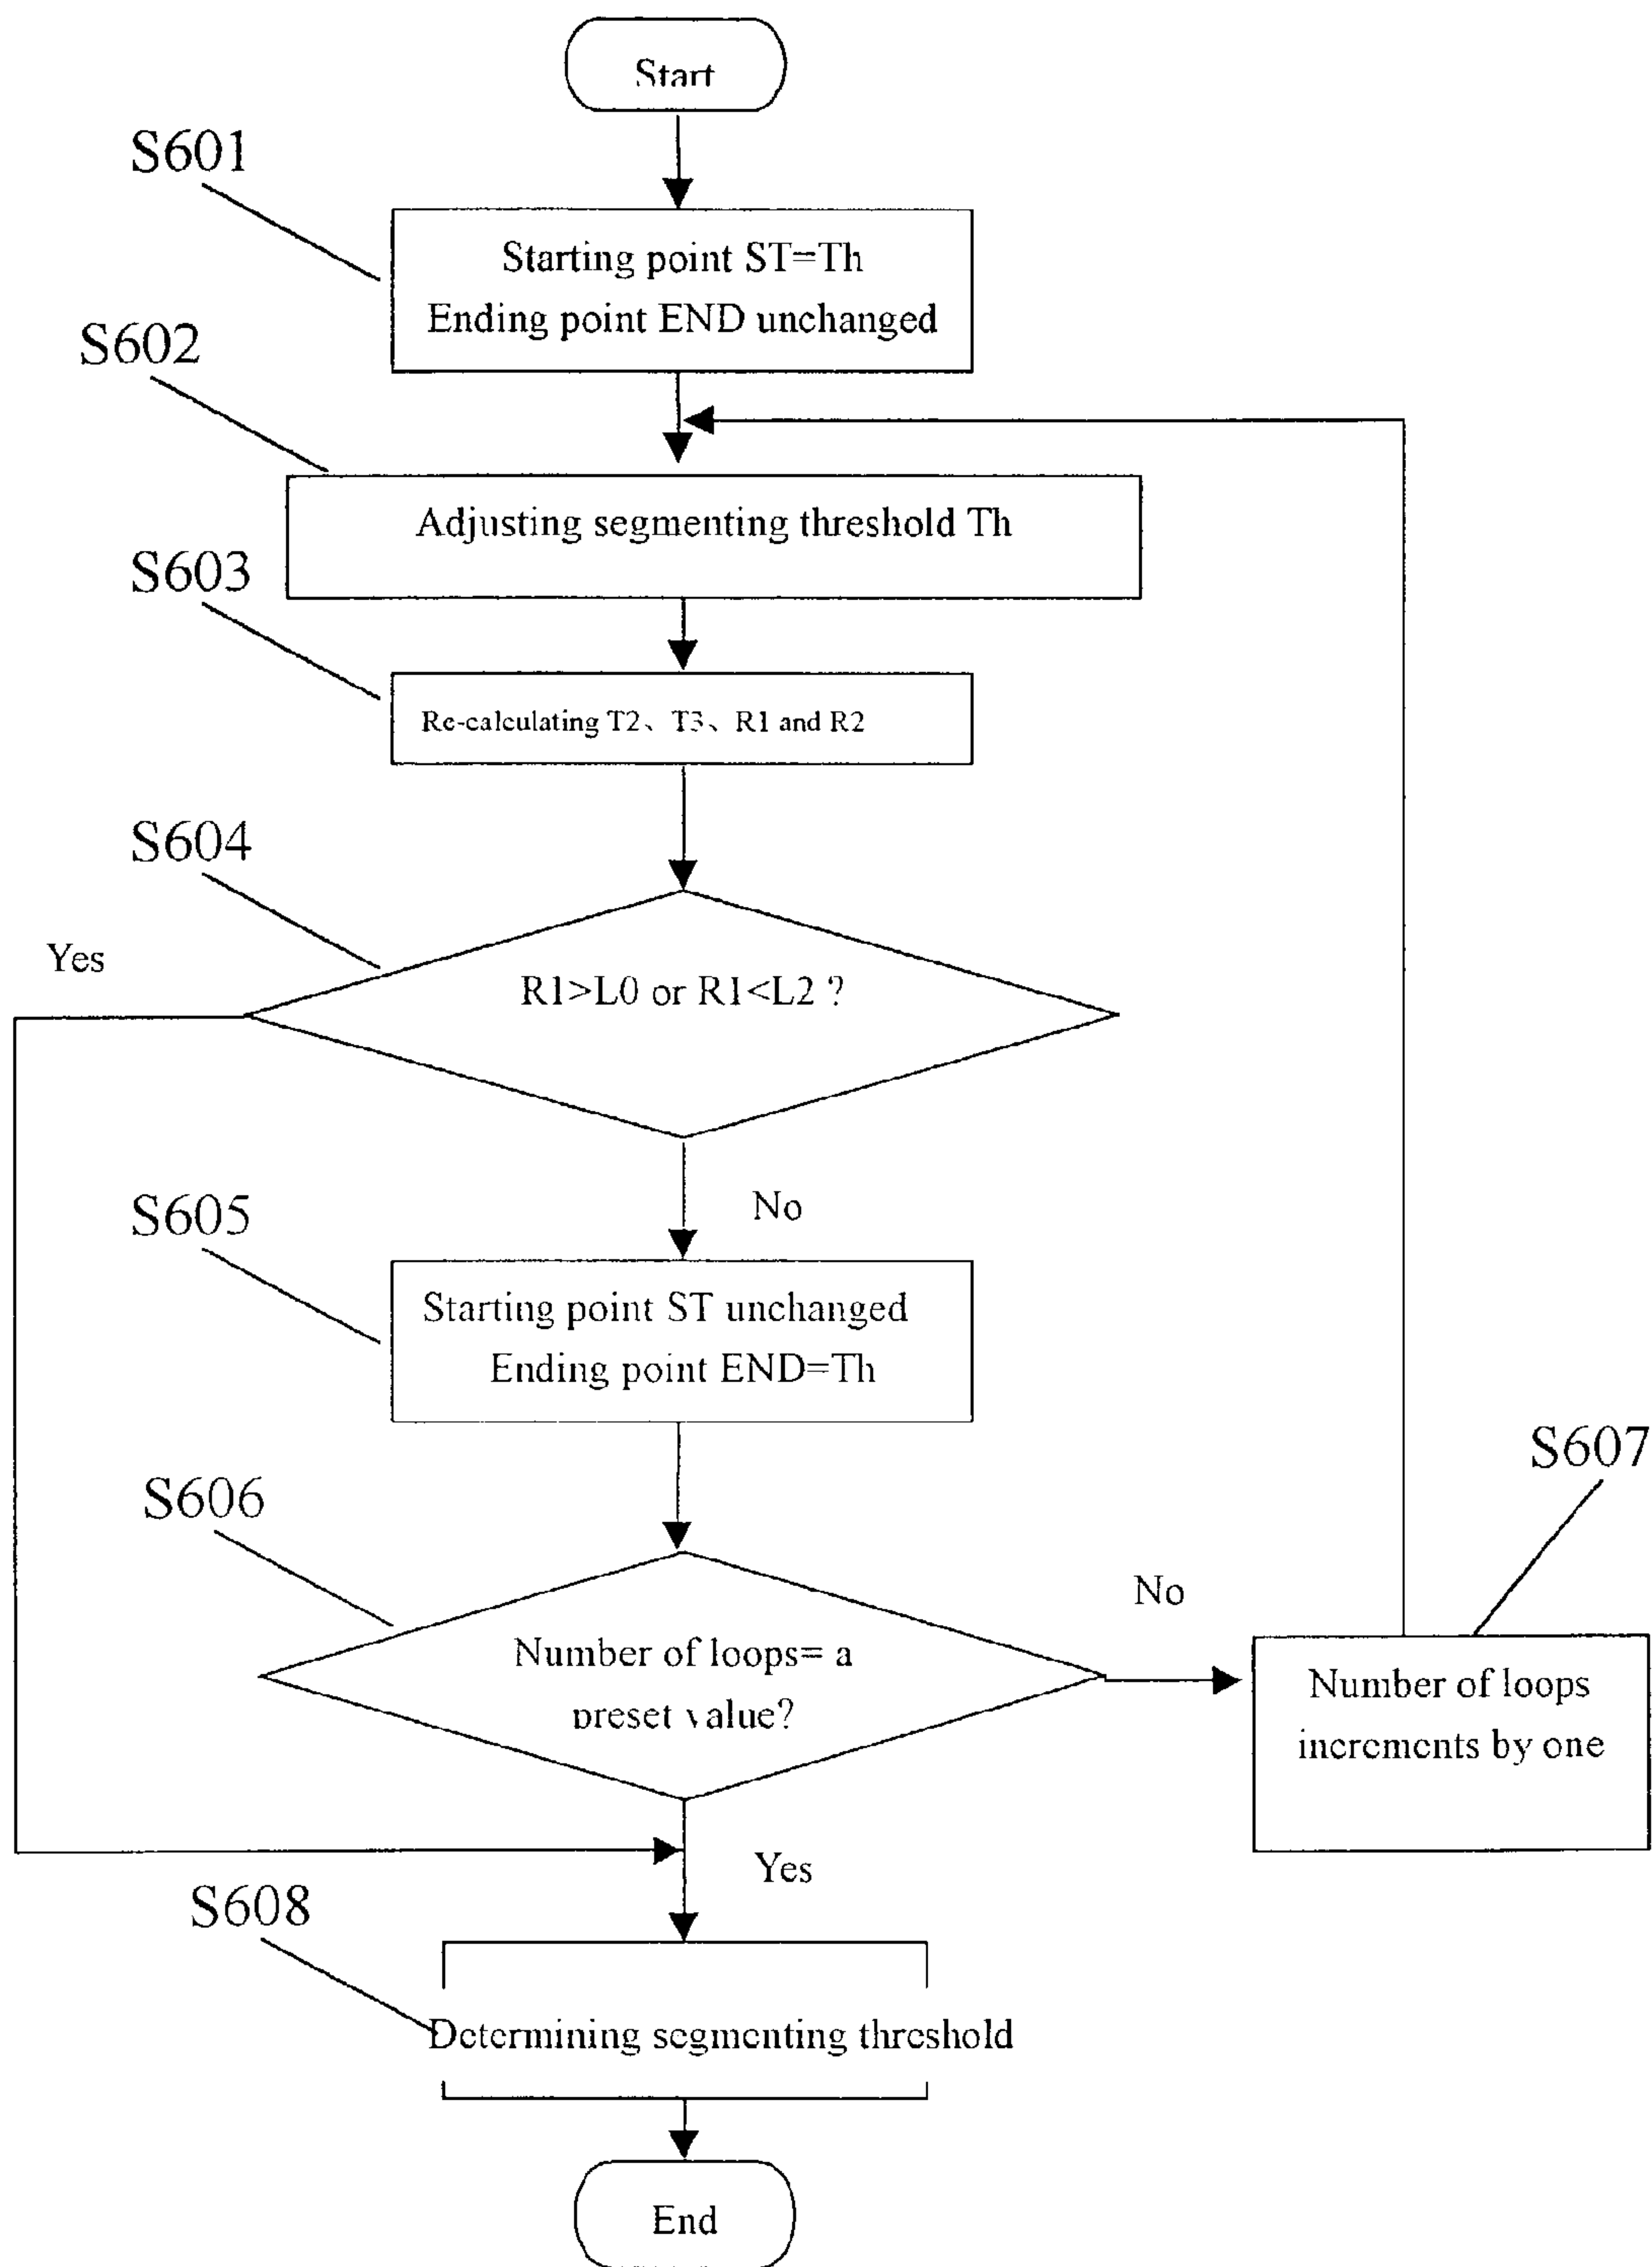 Start
S601
Starting point ST=Th
Ending point END unchanged
S602
Adjusting segmenting threshold Th
S603
Re-calculating T2、T3、R1 and R2
S604
Yes
R1>L0 or R1<L2 ?
No
S605
Starting point ST unchanged
Ending point END=Th
S606
Number of loops= a
preset value?
No
S607
Number of loops
increments by one
Yes
S608
Determining segmenting threshold
End